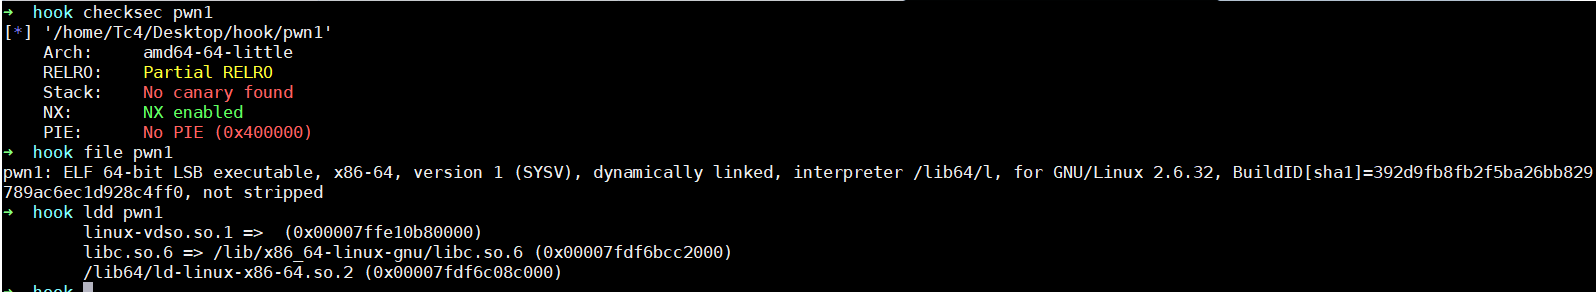 ➜  hook checksec pwn1
[*] '/home/Tc4/Desktop/hook/pwn1'
    Arch:     amd64-64-little
    RELRO:    Partial RELRO
    Stack:    No canary found
    NX:       NX enabled
    PIE:      No PIE (0x400000)
➜  hook file pwn1
pwn1: ELF 64-bit LSB executable, x86-64, version 1 (SYSV), dynamically linked, interpreter /lib64/l, for GNU/Linux 2.6.32, BuildID[sha1]=392d9fb8fb2f5ba26bb829
789ac6ec1d928c4ff0, not stripped
➜  hook ldd pwn1
        linux-vdso.so.1 =>  (0x00007ffe10b80000)
        libc.so.6 => /lib/x86_64-linux-gnu/libc.so.6 (0x00007fdf6bcc2000)
        /lib64/ld-linux-x86-64.so.2 (0x00007fdf6c08c000)
➜  hook